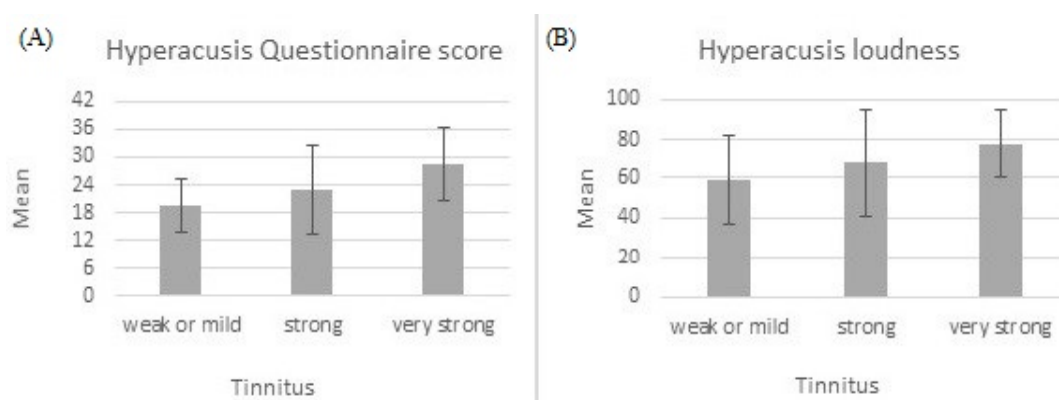 (A)
Hyperacusis Questionnaire score
42
36
30
24
18
12
6
0
Mean
weak or mild strong very strong
Tinnitus
(B)
Hyperacusis loudness
100
80
60
40
20
0
Mean
weak or mild strong very strong
Tinnitus